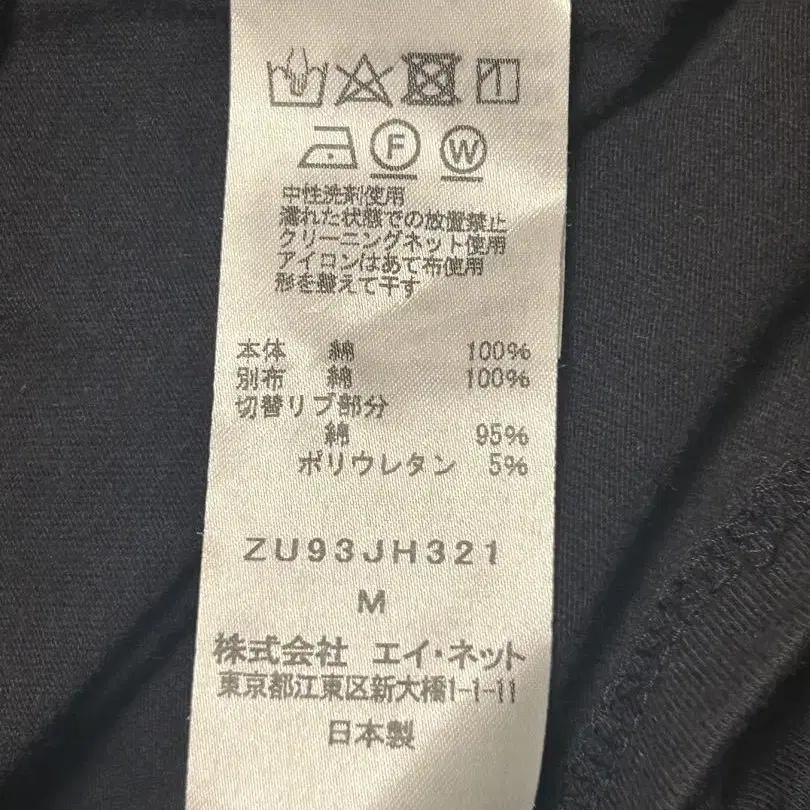 F W
中性洗剤使用
濡れた状態での放置禁止
クリーニングネット使用
アイロンはあて布使用
形を整えて干す
本体 綿 100%
別布 綿 100%
切替リブ部分
綿 95%
ポリウレタン 5%
ZU93JH321
M
株式会社 エイ・ネット
東京都江東区新大橋1-1-11
日本製